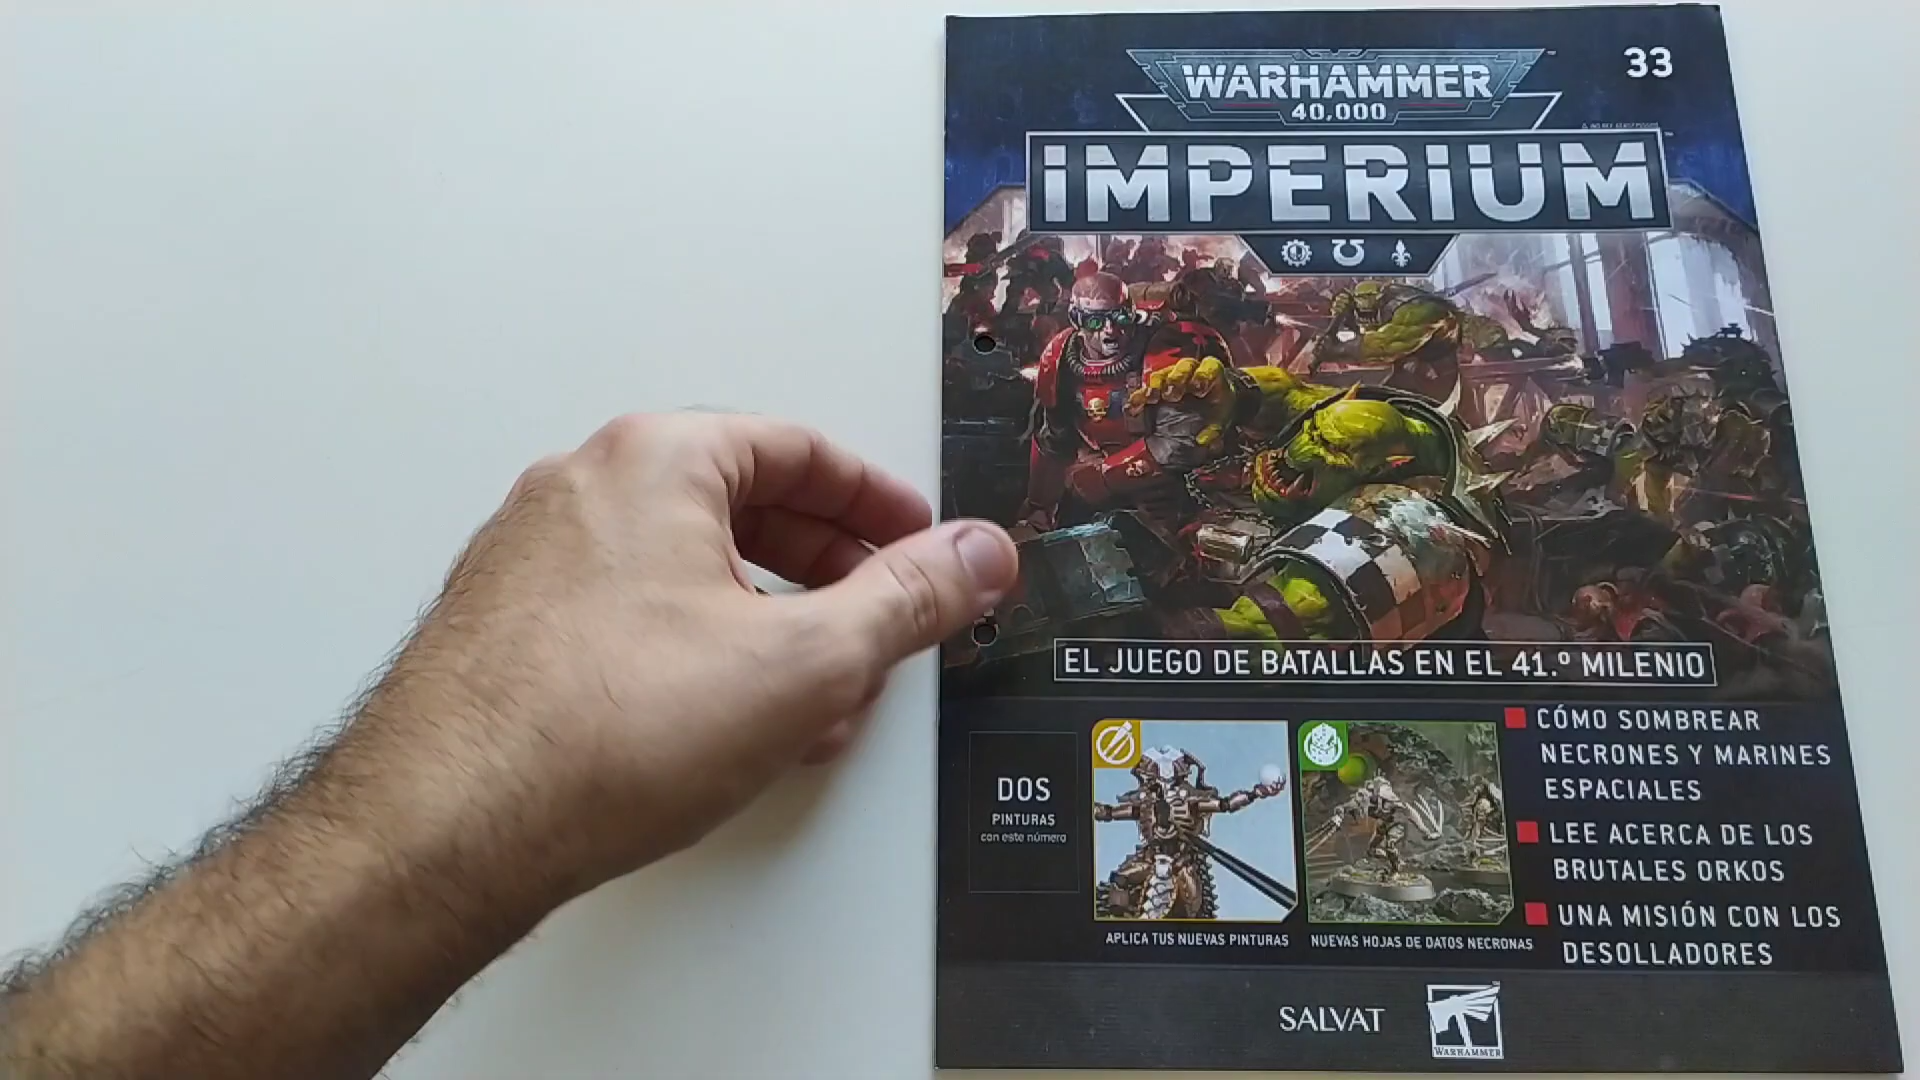 33
WARHAMMER
40,000
IMPERIUM
EL JUEGO DE BATALLAS EN EL 41.º MILENIO
DOS
PINTURAS
con este número
APLICA TUS NUEVAS PINTURAS
NUEVAS HOJAS DE DATOS NECRONAS
CÓMO SOMBREAR
NECRONES Y MARINES
ESPACIALES
LEE ACERCA DE LOS
BRUTALES ORKOS
UNA MISIÓN CON LOS
DESOLLADORES
SALVAT
WARHAMMER